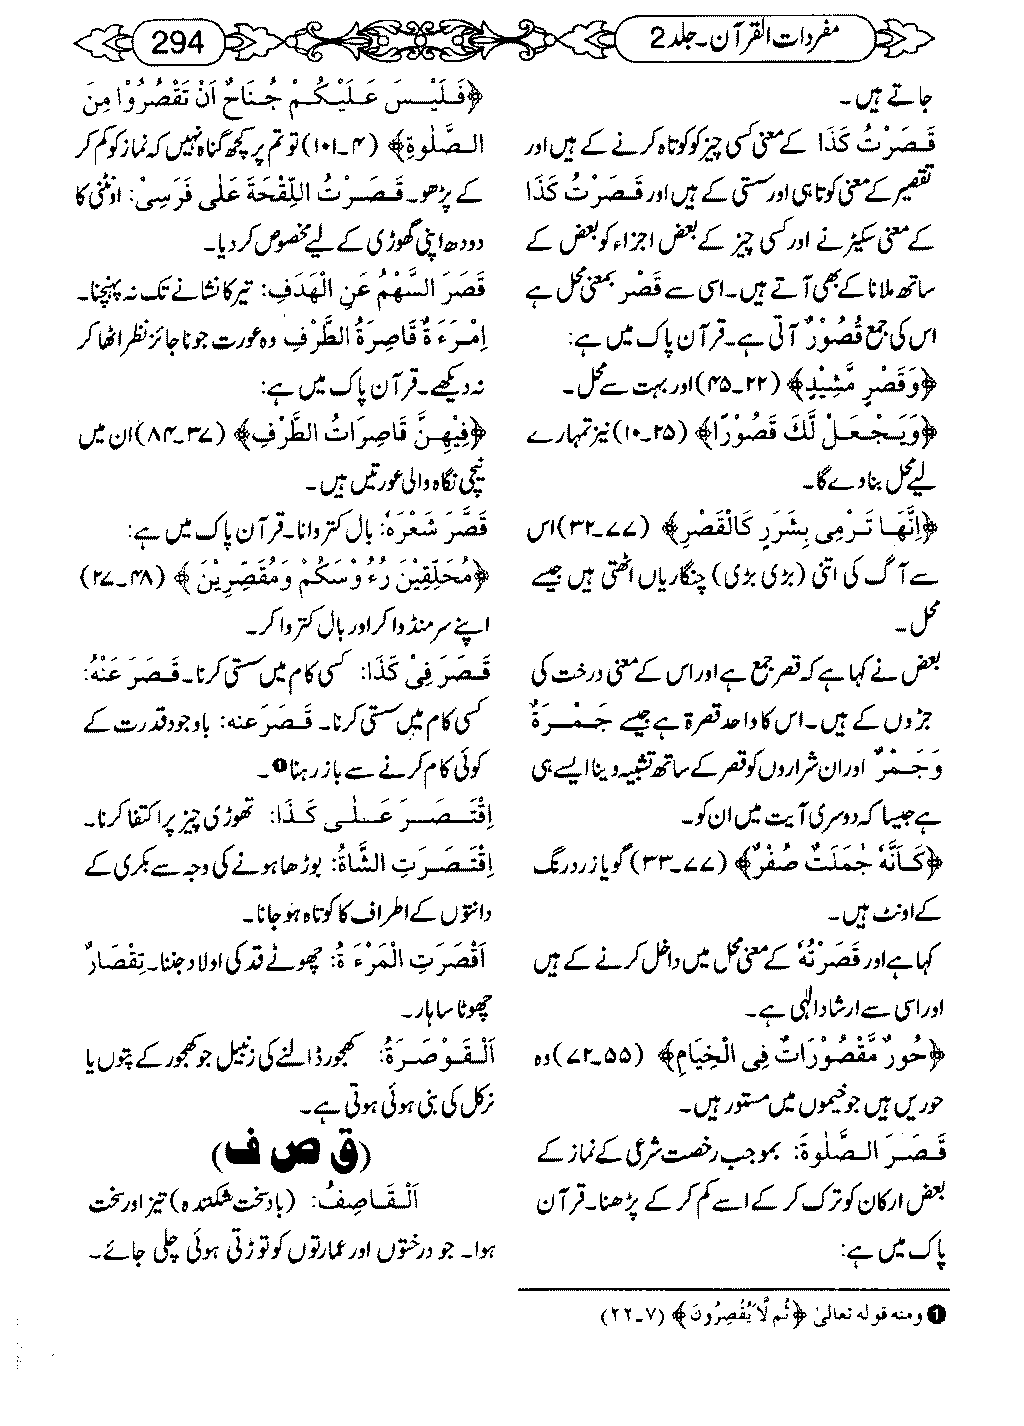 مفردات القرآن۔جلد 2
294
جاتے ہیں۔
قَصَرْتُ كَذَا کے معنی کسی چیز کو کوتاہ کرنے کے ہیں اور
تقصیر کے معنی کوتاہی اور سستی کے ہیں اور قَصَرْتُ كَذَا
کے معنی سکیڑنے اور کسی چیز کے بعض اجزاء کو بعض کے
ساتھ ملانا کے بھی آتے ہیں۔ اسی سے قَصْر بمعنی محل ہے
اس کی جمع قُصُوْرٌ آتی ہے۔ قرآن پاک میں ہے:
﴿وَقَصْرٍ مَّشِيْدٍ﴾ (۲۲۔۴۵) اور بہت سے محل۔
﴿وَيَجْعَلْ لَّكَ قُصُوْرًا﴾ (۲۵۔۱۰) نیز تمہارے
لیے محل بنا دے گا۔
﴿اِنَّهَا تَرْمِى بِشَرَرٍ كَالْقَصْرِ﴾ (۷۷۔۳۲) اس
سے آگ کی اتنی (بڑی بڑی) چنگاریاں اٹھتی ہیں جیسے
محل۔
بعض نے کہا ہے کہ قصر جمع ہے اور اس کے معنی درخت کی
جڑوں کے ہیں۔ اس کا واحد قصرة ہے جیسے جَمْرَةٌ
وَجَمْرٌ اور ان شراروں کو قصر کے ساتھ تشبیہ دینا ایسے ہی
ہے جیسا کہ دوسری آیت میں ان کو۔
﴿كَاَنَّهٗ جِمٰلَتٌ صُفْرٌ﴾ (۷۷۔۳۳) گویا زرد رنگ
کے اونٹ ہیں۔
کہا ہے اور قَصَرْتُهٗ کے معنی محل میں داخل کرنے کے ہیں
اور اسی سے ارشاد الٰہی ہے۔
﴿حُورٌ مَّقْصُوْرَاتٌ فِى الْخِيَامِ﴾ (۵۵۔۷۲) وہ
حوریں ہیں جو خیموں میں مستور ہیں۔
قَصَرَ الصَّلٰوةَ: بموجب رخصت شرعی کے نماز کے
بعض ارکان کو ترک کر کے اسے کم کر کے پڑھنا۔ قرآن
پاک میں ہے:
﴿فَلَيْسَ عَلَيْكُمْ جُنَاحٌ اَنْ تَقْصُرُوْا مِنَ
الصَّلٰوةِ﴾ (۴۔۱۰۱) تو تم پر کچھ گناہ نہیں کہ نماز کو کم کر
کے پڑھو۔ قَصَرْتُ اللِّقْحَةَ عَلٰى فَرَسِىْ: اونٹنی کا
دودھ اپنی گھوڑی کے لیے مخصوص کر دیا۔
قَصَرَ السَّهْمُ عَنِ الْهَدَفِ: تیر کا نشانے تک نہ پہنچنا۔
اِمْرَءَةٌ قَاصِرَةُ الطَّرْفِ وہ عورت جو ناجائز نظر اٹھا کر
نہ دیکھے۔ قرآن پاک میں ہے:
﴿فِيْهِنَّ قَاصِرَاتُ الطَّرْفِ﴾ (۳۷۔۸۴) ان میں
نیچی نگاہ والی عورتیں ہیں۔
قَصَّرَ شَعْرَهٗ: بال کتروانا۔ قرآن پاک میں ہے:
﴿مُحَلِّقِيْنَ رُءُوْسَكُمْ وَمُقَصِّرِيْنَ﴾ (۴۸۔۲۷)
اپنے سر منڈوا کر اور بال کتروا کر۔
قَصَّرَ فِىْ كَذَا: کسی کام میں سستی کرنا۔ قَصَرَ عَنْهُ:
کسی کام میں سستی کرنا۔ قَصَرَ عنه: باوجود قدرت کے
کوئی کام کرنے سے باز رہنا❶۔
اِقْتَصَرَ عَلٰى كَذَا: تھوڑی چیز پر اکتفا کرنا۔
اِقْتَصَرَتِ الشَّاةُ: بوڑھا ہونے کی وجہ سے بکری کے
دانتوں کے اطراف کا کوتاہ ہو جانا۔
اَقْصَرَتِ الْمَرْءَةُ: چھوٹے قد کی اولاد جننا۔ تِقْصَارٌ
چھوٹا سا ہار۔
اَلْقَوْصَرَةُ: کھجور ڈالنے کی زنبیل جو کھجور کے پتوں یا
نرکل کی بنی ہوئی ہوتی ہے۔
(ق ص ف)
اَلْقَاصِفُ: (باد سخت شکنندہ) تیز اور سخت
ہوا۔ جو درختوں اور عمارتوں کو توڑتی ہوئی چلی جائے۔
❶ ومنه قوله تعالىٰ ﴿ثُمَّ لَا يُقْصِرُونَ﴾ (۷۔۲۲)